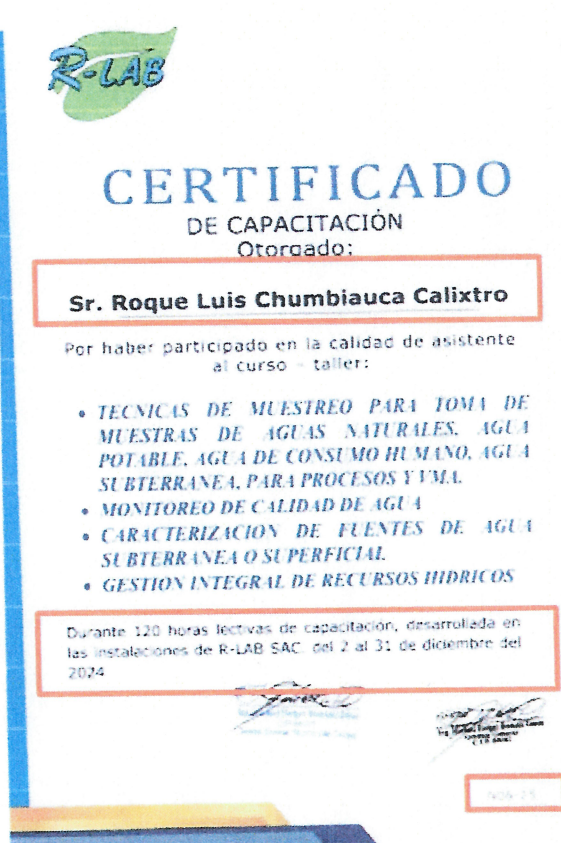 R-LAB
CERTIFICADO
DE CAPACITACIÓN
Otorgado:
Sr. Roque Luis Chumbiauca Calixtro
Por haber participado en la calidad de asistente
al curso – taller:
• TECNICAS DE MUESTREO PARA TOMA DE
MUESTRAS DE AGUAS NATURALES, AGUA
POTABLE, AGUA DE CONSUMO HUMANO, AGUA
SUBTERRANEA, PARA PROCESOS Y VMA.
• MONITOREO DE CALIDAD DE AGUA
• CARACTERIZACION DE FUENTES DE AGUA
SUBTERRANEA O SUPERFICIAL
• GESTION INTEGRAL DE RECURSOS HIDRICOS
Durante 120 horas lectivas de capacitación, desarrollada en
las instalaciones de R-LAB SAC. del 2 al 31 de diciembre del
2024